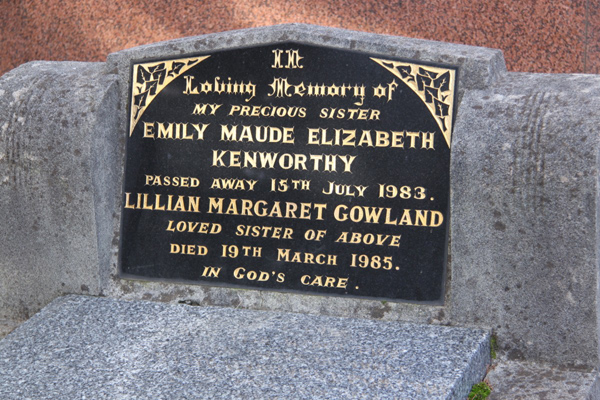 In
Loving Memory of
MY PRECIOUS SISTER
EMILY MAUDE ELIZABETH
KENWORTHY
PASSED AWAY 15TH JULY 1983.
LILLIAN MARGARET GOWLAND
LOVED SISTER OF ABOVE
DIED 19TH MARCH 1985.
IN GOD'S CARE.